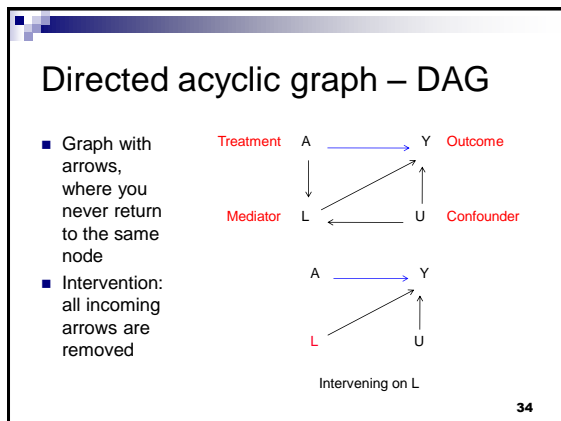 Directed acyclic graph – DAG
Graph with
arrows,
where you
never return
to the same
node
Intervention:
all incoming
arrows are
removed
Treatment A Y Outcome
Mediator L U Confounder
A Y
L U
Intervening on L
34